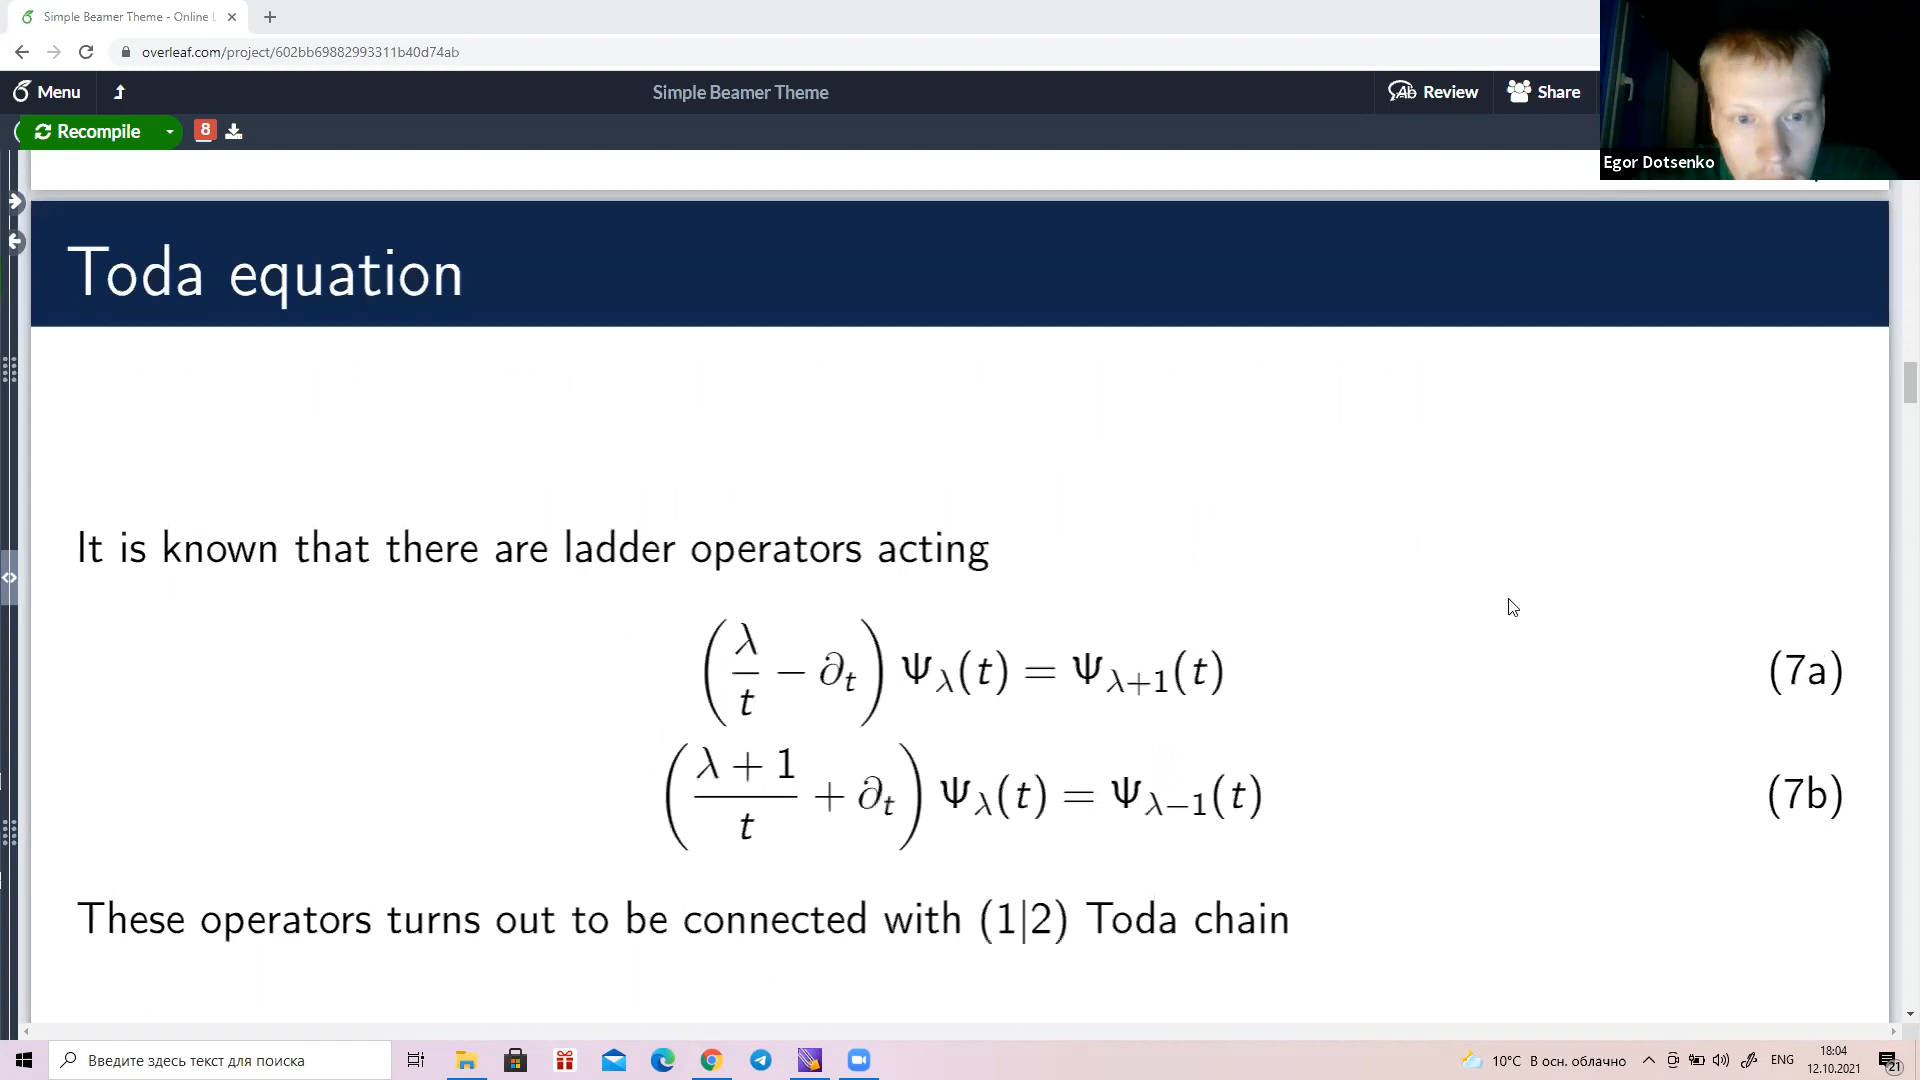 Simple Beamer Theme - Online L
overleaf.com/project/602bb69882993311b40d74ab
Menu
Simple Beamer Theme
Review
Share
Recompile
8
Egor Dotsenko
Toda equation
It is known that there are ladder operators acting
(λ/t − ∂ₜ) Ψ_λ(t) = Ψ_{λ+1}(t) (7a)
((λ + 1)/t + ∂ₜ) Ψ_λ(t) = Ψ_{λ−1}(t) (7b)
These operators turns out to be connected with (1|2) Toda chain
Введите здесь текст для поиска
10°C В осн. облачно
ENG
18:04
12.10.2021
21